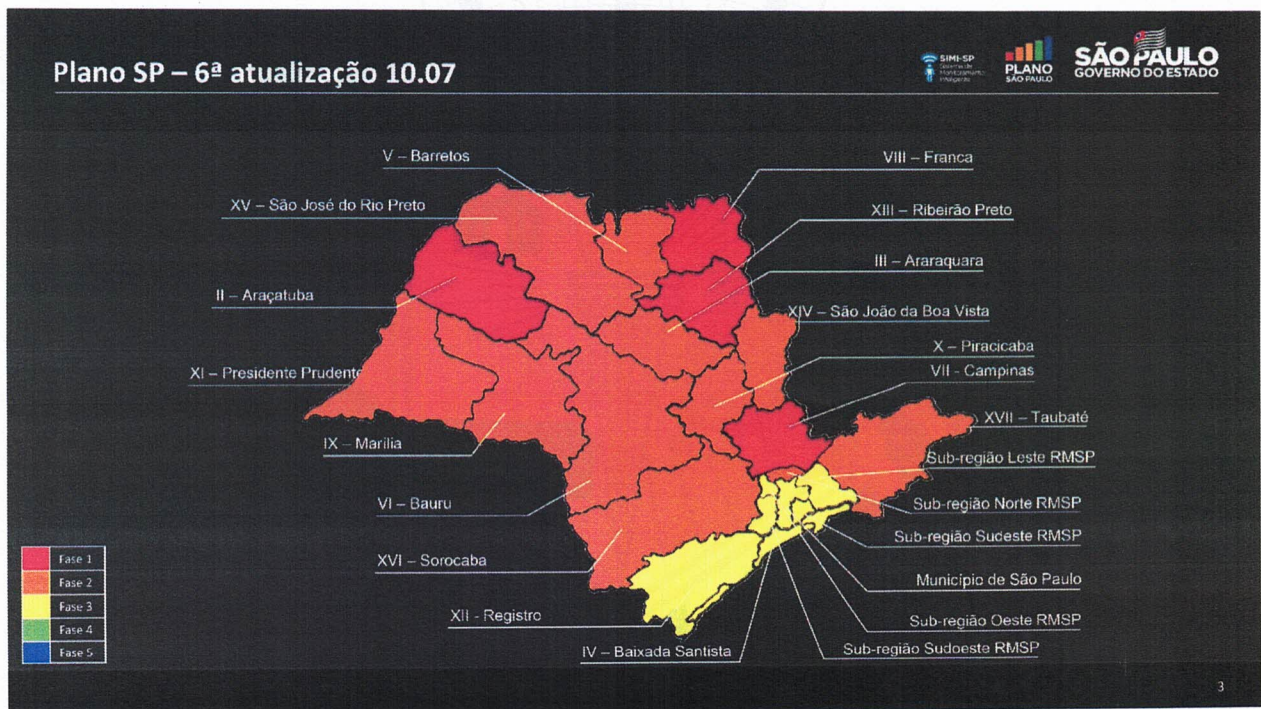 Plano SP – 6ª atualização 10.07
SIMI-SP
PLANO
SÃO PAULO
SÃO PAULO
GOVERNO DO ESTADO
V – Barretos
VIII – Franca
XV – São José do Rio Preto
XIII – Ribeirão Preto
III – Araraquara
II – Araçatuba
XIV – São João da Boa Vista
X – Piracicaba
XI – Presidente Prudente
VII - Campinas
XVII – Taubaté
IX – Marília
Sub-região Leste RMSP
VI – Bauru
Sub-região Norte RMSP
Sub-região Sudeste RMSP
XVI – Sorocaba
Município de São Paulo
XII - Registro
Sub-região Oeste RMSP
IV – Baixada Santista
Sub-região Sudoeste RMSP
Fase 1
Fase 2
Fase 3
Fase 4
Fase 5
3